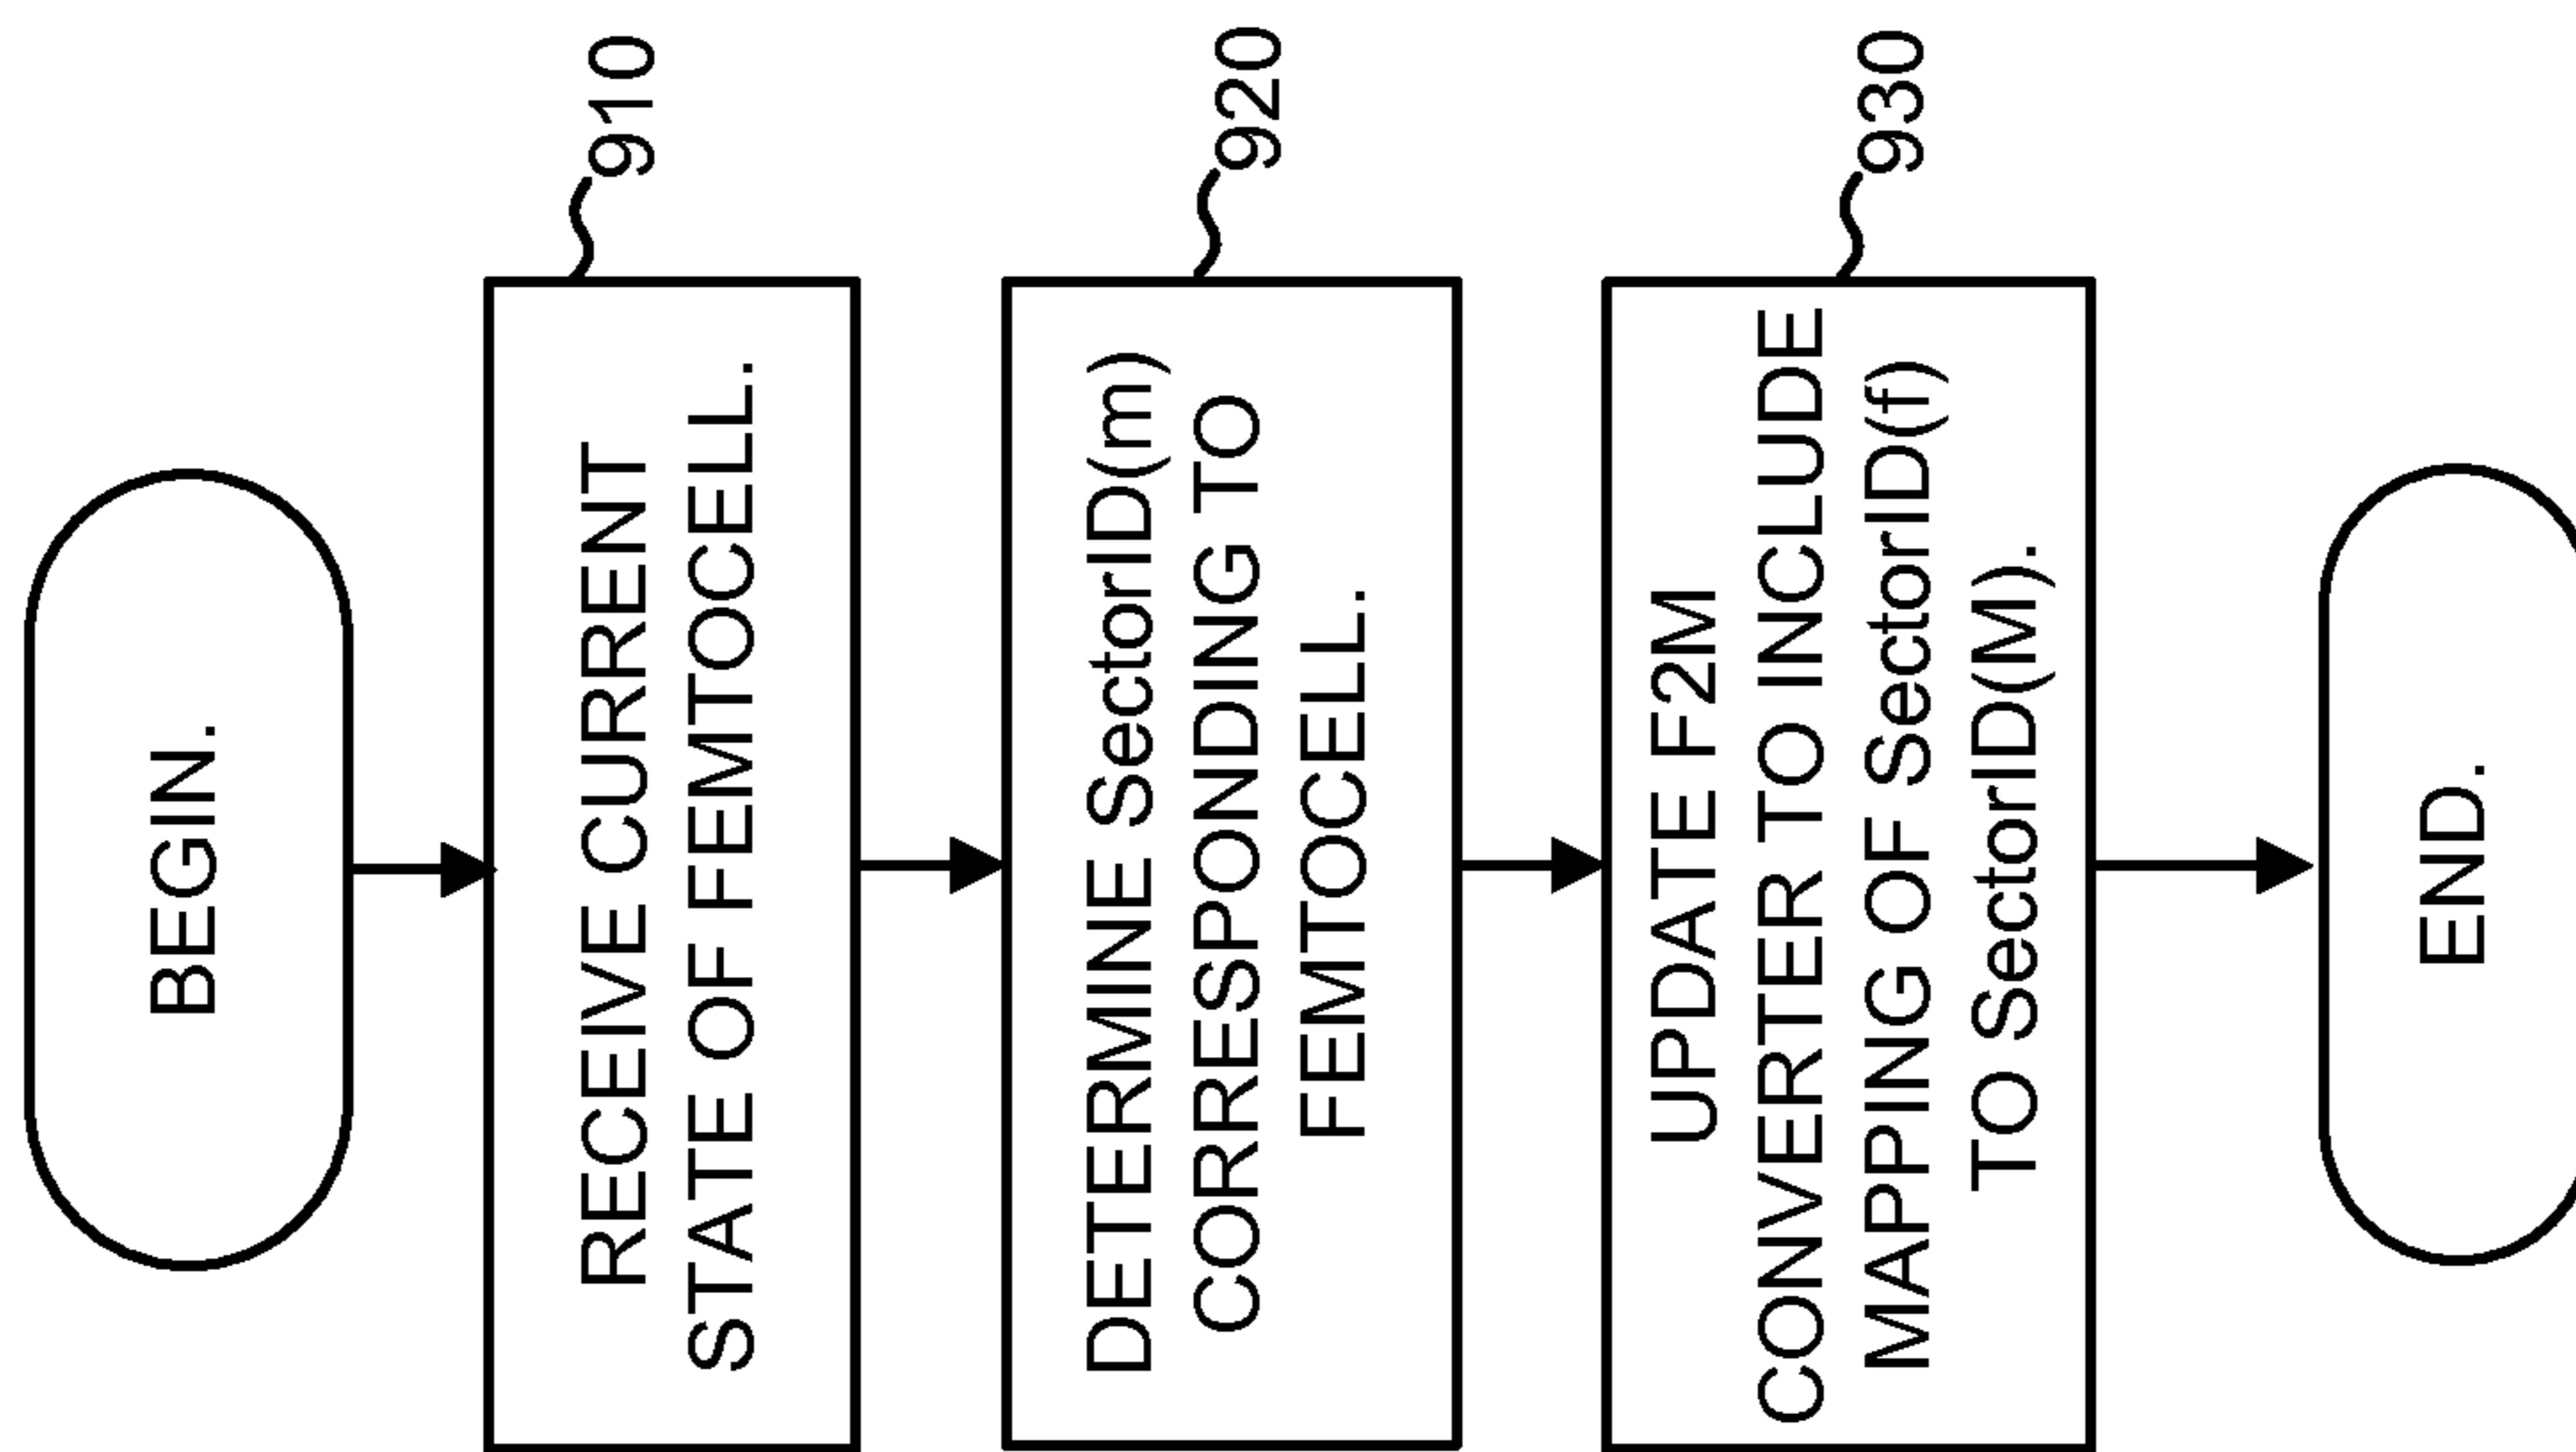 BEGIN.
910
RECEIVE CURRENT
STATE OF FEMTOCELL.
920
DETERMINE SectorID(m)
CORRESPONDING TO
FEMTOCELL.
930
UPDATE F2M
CONVERTER TO INCLUDE
MAPPING OF SectorID(f)
TO SectorID(M).
END.